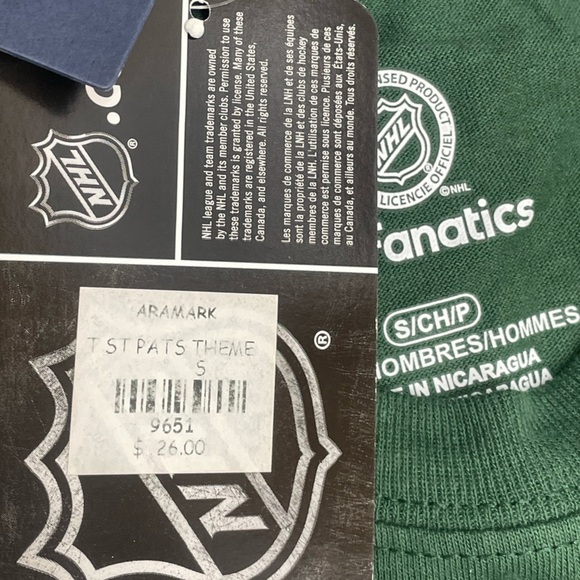 NHL
®
NHL league and team trademarks are owned
by the NHL and its member clubs. Permission to use
these trademarks is granted by license. Many of these
trademarks are registered in the United States,
Canada, and elsewhere. All rights reserved.
Les marques de commerce de la LNH et de ses équipes
sont la propriété de la LNH et des clubs de hockey
membres de la LNH. L'utilisation de ces marques de
commerce est permise sous licence. Plusieurs de ces
marques de commerce sont déposées aux États-Unis,
au Canada, et ailleurs au monde. Tous droits réservés.
ARAMARK
T ST PATS THEME
S
9651
$ 26.00
®
N
NSED PRODUCT
NHL
LICENCIÉ OFFICIEL
©NHL
Fanatics
S/CH/P
HOMBRES/HOMMES
IN NICARAGUA